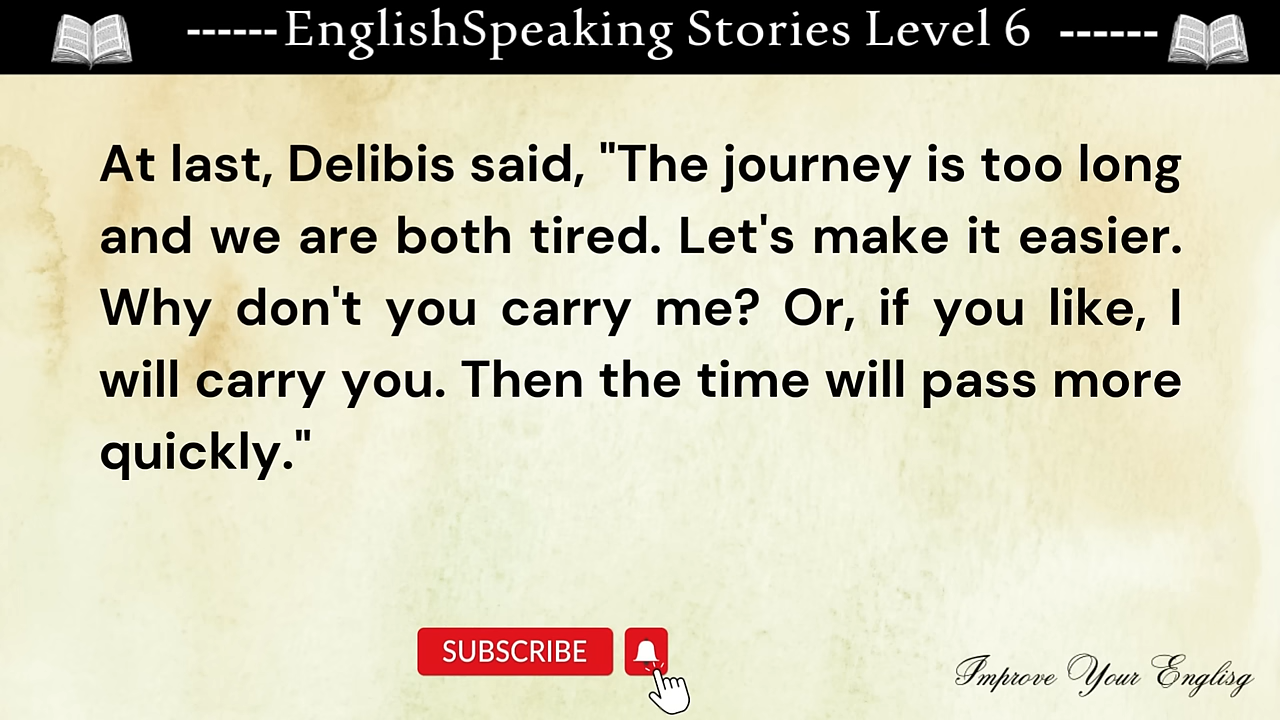 ------EnglishSpeaking Stories Level 6 ------
At last, Delibis said, "The journey is too long
and we are both tired. Let's make it easier.
Why don't you carry me? Or, if you like, I
will carry you. Then the time will pass more
quickly."
SUBSCRIBE
Improve Your Englisg